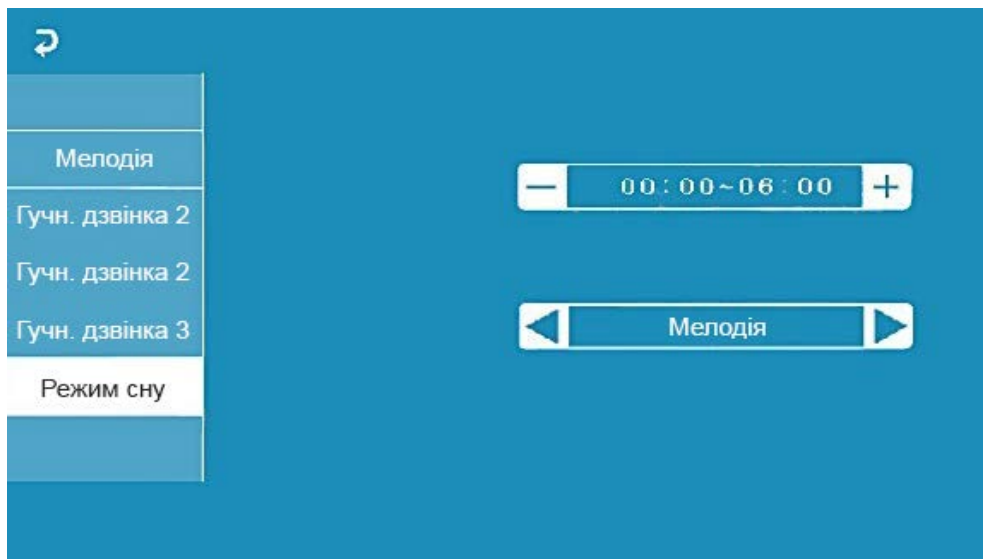 Мелодія
Гучн. дзвінка 2
Гучн. дзвінка 2
Гучн. дзвінка 3
Режим сну
00:00~06:00
Мелодія